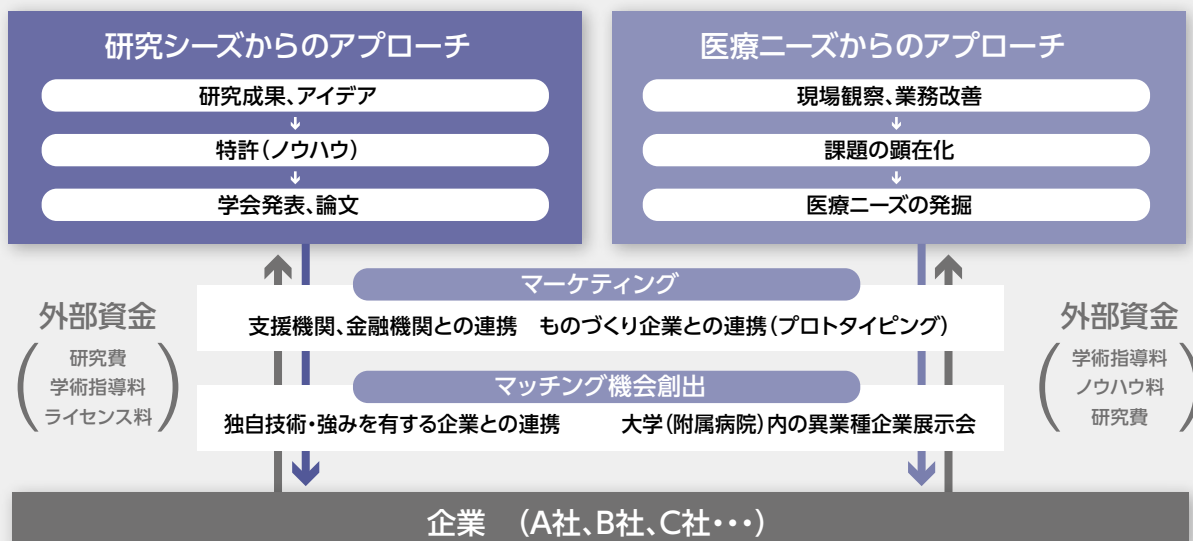 研究シーズからのアプローチ
研究成果、アイデア
↓
特許（ノウハウ）
↓
学会発表、論文
医療ニーズからのアプローチ
現場観察、業務改善
↓
課題の顕在化
↓
医療ニーズの発掘
外部資金
（研究費
学術指導料
ライセンス料）
マーケティング
支援機関、金融機関との連携　ものづくり企業との連携（プロトタイピング）
マッチング機会創出
独自技術・強みを有する企業との連携　大学（附属病院）内の異業種企業展示会
外部資金
（学術指導料
ノウハウ料
研究費）
企業　（A社、B社、C社・・・）